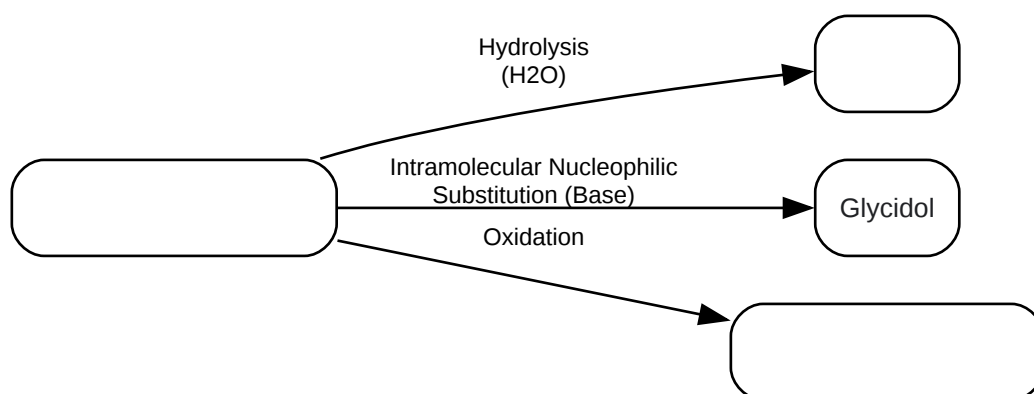 Hydrolysis
(H2O)
Intramolecular Nucleophilic
Substitution (Base)
Glycidol
Oxidation